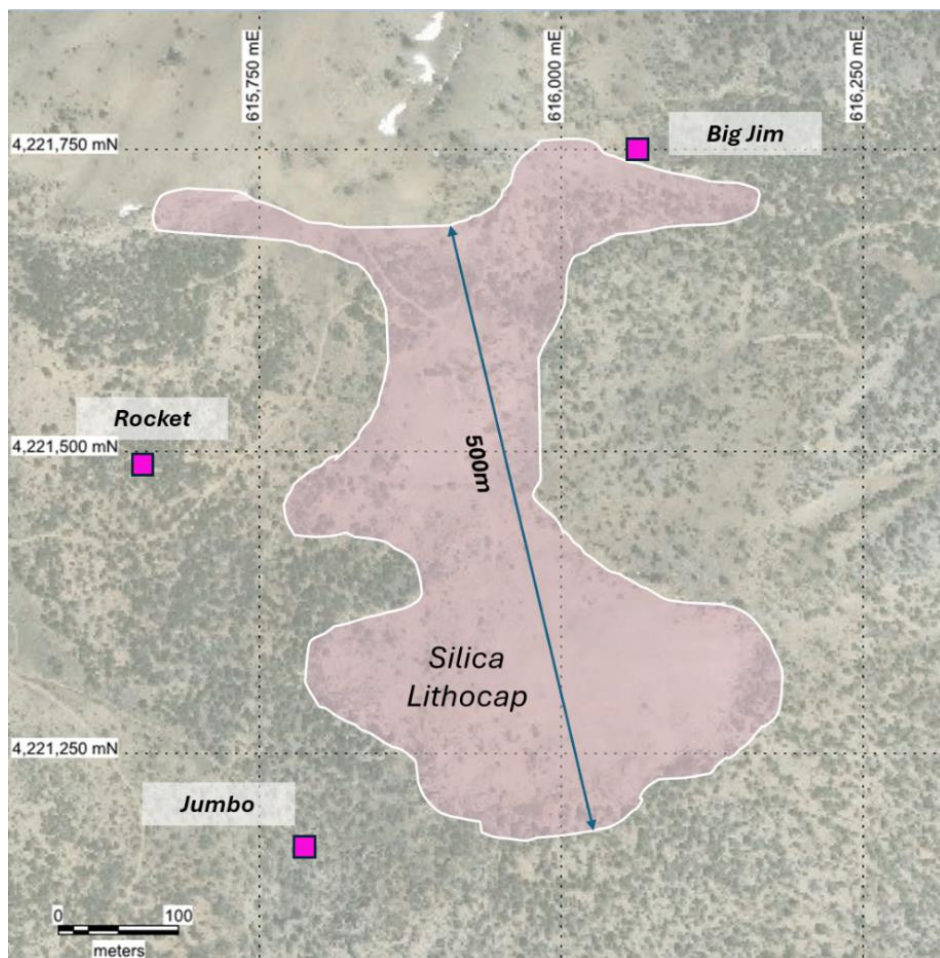 615,750 mE
616,000 mE
616,250 mE
4,221,750 mN
Big Jim
Rocket
4,221,500 mN
500m
Silica
Lithocap
4,221,250 mN
Jumbo
0 100
meters